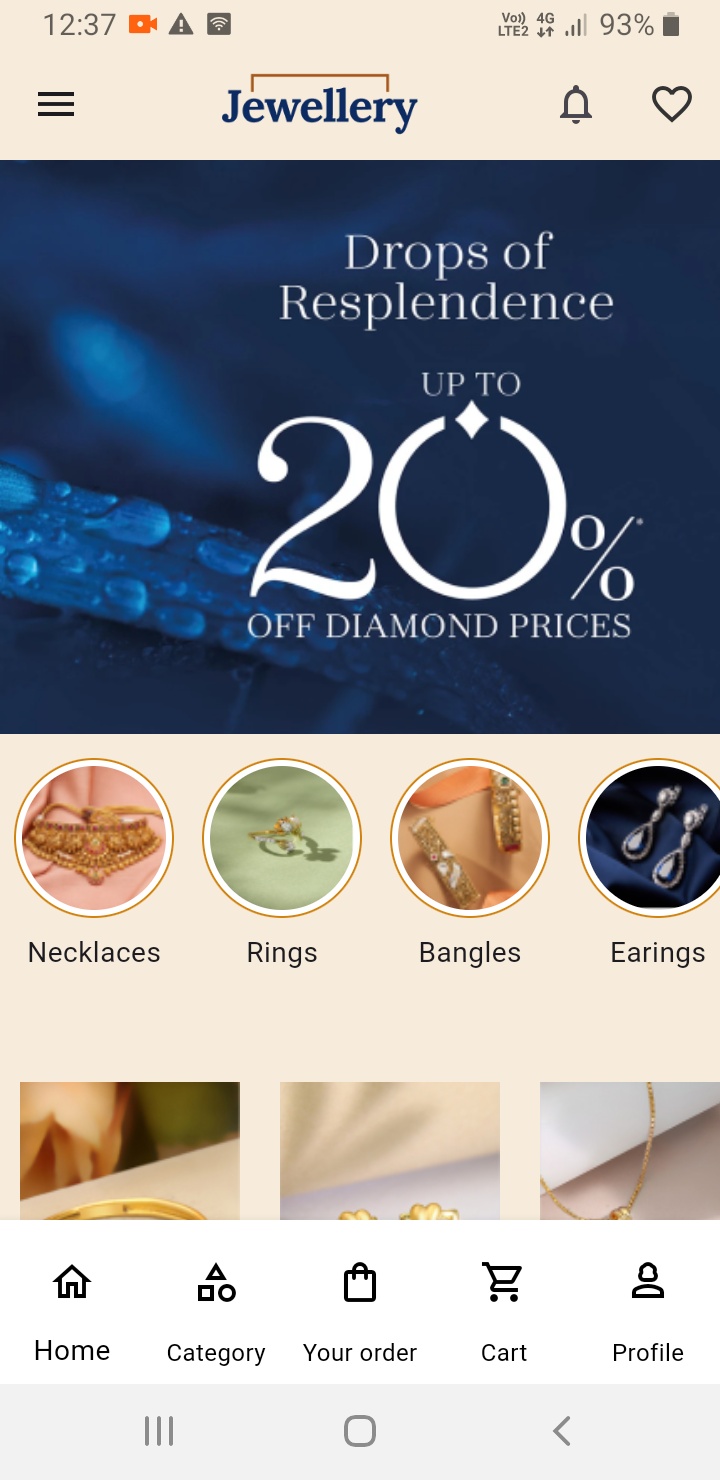 12:37
Vo)) LTE2 4G 93%
Jewellery
Drops of
Resplendence
UP TO
20%*
OFF DIAMOND PRICES
Necklaces Rings Bangles Earings
Home Category Your order Cart Profile